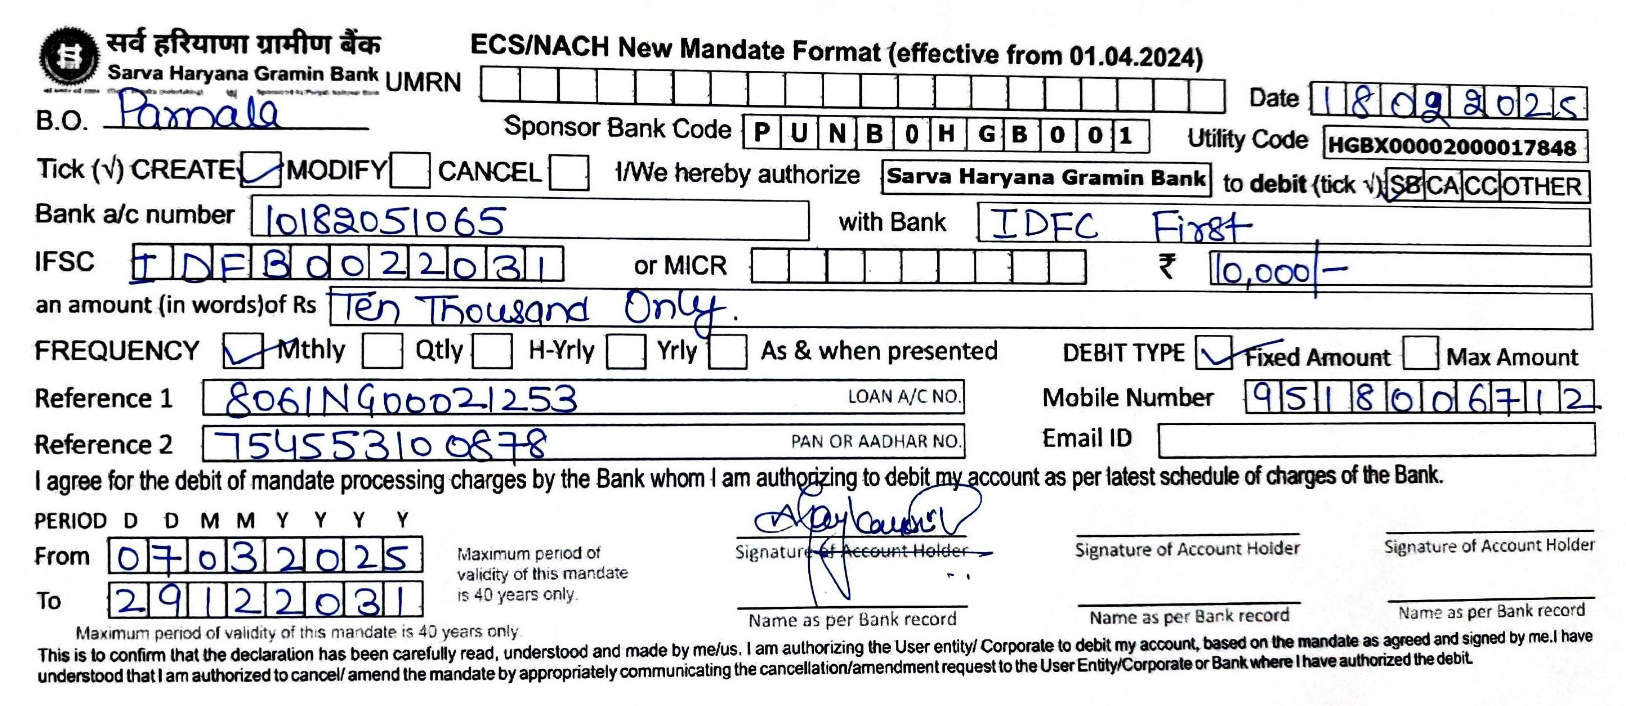 सर्व हरियाणा ग्रामीण बैंक
Sarva Haryana Gramin Bank
ECS/NACH New Mandate Format (effective from 01.04.2024)
UMRN
Date 18022025
B.O. Parnala
Sponsor Bank Code PUNB0HGB001
Utility Code HGBX00002000017848
Tick (√) CREATE MODIFY CANCEL I/We hereby authorize Sarva Haryana Gramin Bank to debit (tick √) SB CA CC OTHER
Bank a/c number 10182051065 with Bank IDFC First
IFSC IDFB0022031 or MICR ₹ 10,000/-
an amount (in words)of Rs Ten Thousand Only.
FREQUENCY Mthly Qtly H-Yrly Yrly As & when presented DEBIT TYPE Fixed Amount Max Amount
Reference 1 8061NG00021253 LOAN A/C NO. Mobile Number 9518006712
Reference 2 754553100878 PAN OR AADHAR NO. Email ID
I agree for the debit of mandate processing charges by the Bank whom I am authorizing to debit my account as per latest schedule of charges of the Bank.
PERIOD D D M M Y Y Y Y
From 07032025
To 29122031
Maximum period of
validity of this mandate
is 40 years only.
Signature of Account Holder
Signature of Account Holder
Signature of Account Holder
Name as per Bank record
Name as per Bank record
Name as per Bank record
Maximum period of validity of this mandate is 40 years only.
This is to confirm that the declaration has been carefully read, understood and made by me/us. I am authorizing the User entity/ Corporate to debit my account, based on the mandate as agreed and signed by me.I have
understood that I am authorized to cancel/ amend the mandate by appropriately communicating the cancellation/amendment request to the User Entity/Corporate or Bank where I have authorized the debit.